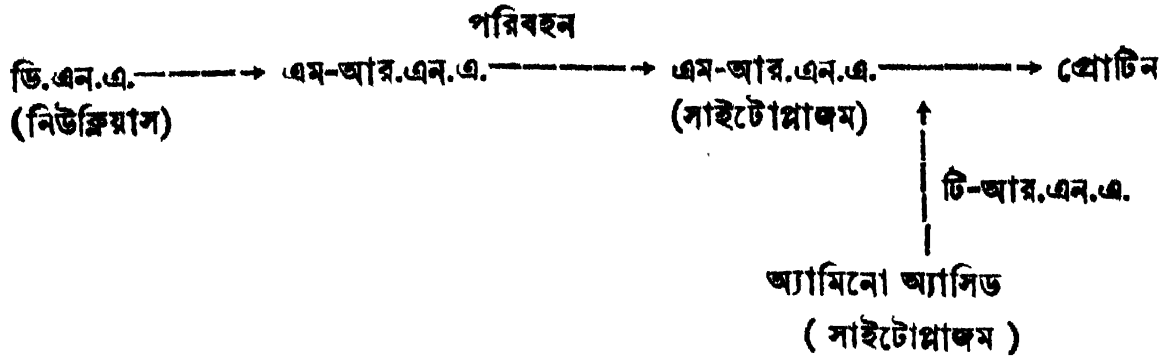 পরিবহন
ডি.এন.এ. এম-আর.এন.এ. এম-আর.এন.এ. প্রোটিন
(নিউক্লিয়াস) (সাইটোপ্লাজম)
টি-আর.এন.এ.
অ্যামিনো অ্যাসিড
( সাইটোপ্লাজম )